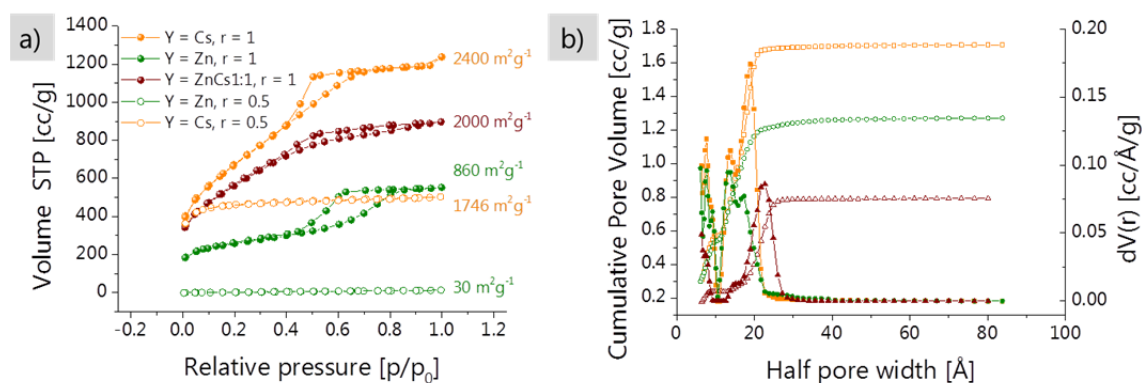 a)
Y = Cs, r = 1
Y = Zn, r = 1
Y = ZnCs1:1, r = 1
Y = Zn, r = 0.5
Y = Cs, r = 0.5
2400 m²g⁻¹
2000 m²g⁻¹
860 m²g⁻¹
1746 m²g⁻¹
30 m²g⁻¹
1400
1200
1000
800
600
400
200
0
Volume STP [cc/g]
-0.2 0.0 0.2 0.4 0.6 0.8 1.0 1.2
Relative pressure [p/p₀]
b)
1.8
1.6
1.4
1.2
1.0
0.8
0.6
0.4
0.2
Cumulative Pore Volume [cc/g]
0.20
0.15
0.10
0.05
0.00
dV(r) [cc/Å/g]
0 20 40 60 80 100
Half pore width [Å]